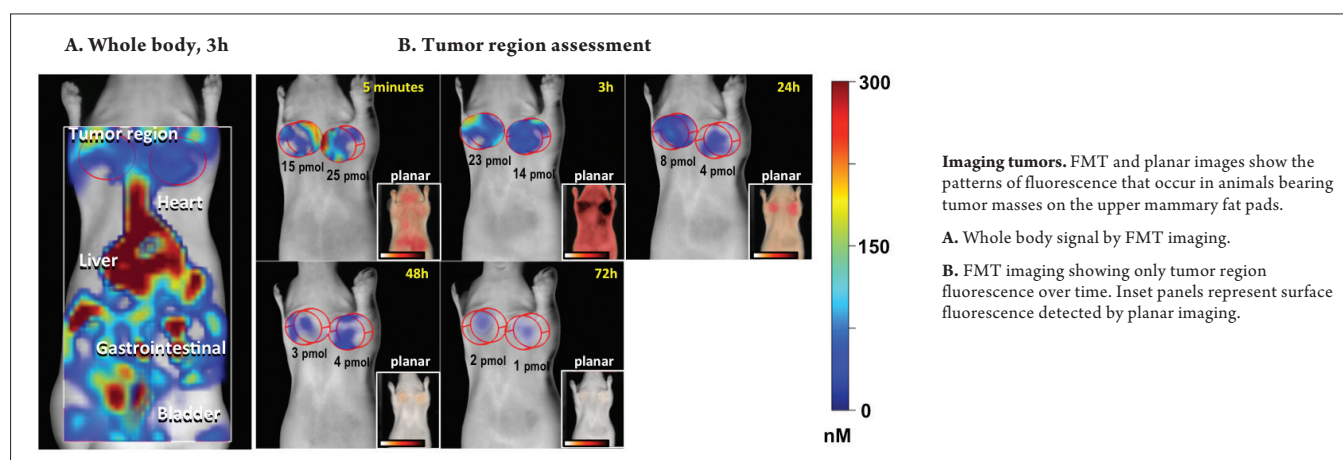 A. Whole body, 3h
B. Tumor region assessment
Tumor region
Heart
Liver
Gastrointestinal
Bladder
5 minutes
15 pmol
25 pmol
planar
3h
23 pmol
14 pmol
planar
24h
8 pmol
4 pmol
planar
48h
3 pmol
4 pmol
planar
72h
2 pmol
1 pmol
planar
300
150
0
nM
Imaging tumors. FMT and planar images show the
patterns of fluorescence that occur in animals bearing
tumor masses on the upper mammary fat pads.
A. Whole body signal by FMT imaging.
B. FMT imaging showing only tumor region
fluorescence over time. Inset panels represent surface
fluorescence detected by planar imaging.